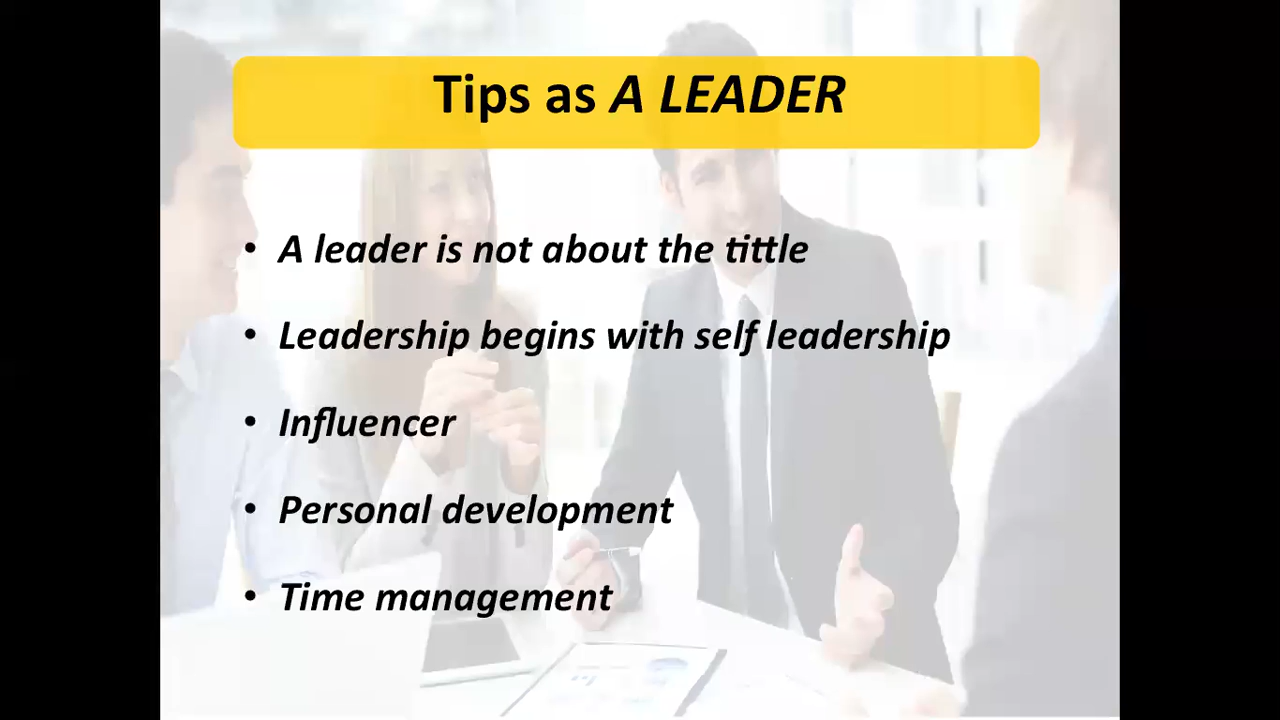 Tips as A LEADER
• A leader is not about the tittle
• Leadership begins with self leadership
• Influencer
• Personal development
• Time management